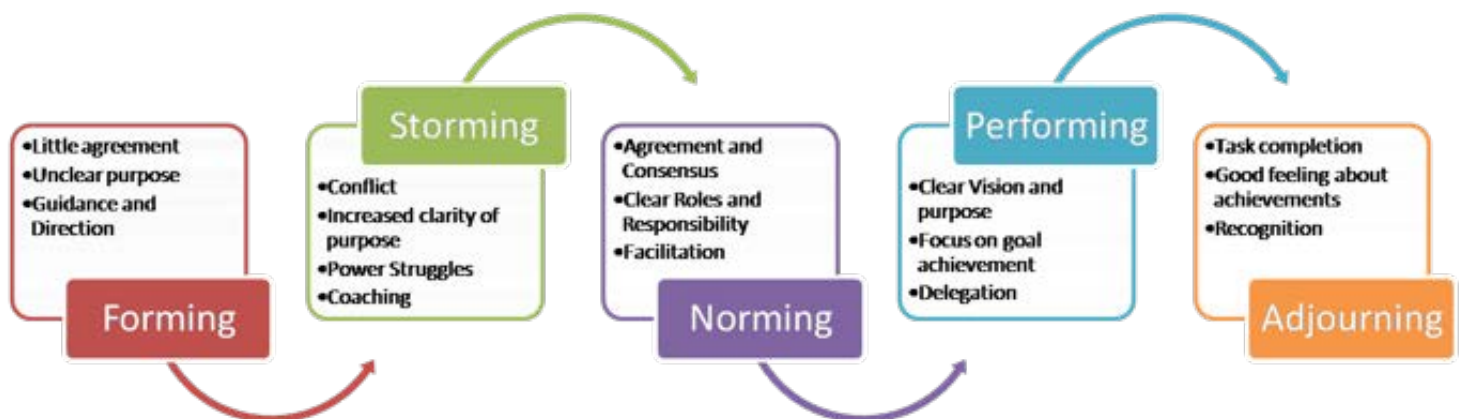 •Little agreement
•Unclear purpose
•Guidance and
Direction
Forming
Storming
•Conflict
•Increased clarity of
purpose
•Power Struggles
•Coaching
•Agreement and
Consensus
•Clear Roles and
Responsibility
•Facilitation
Norming
Performing
•Clear Vision and
purpose
•Focus on goal
achievement
•Delegation
•Task completion
•Good feeling about
achievements
•Recognition
Adjourning